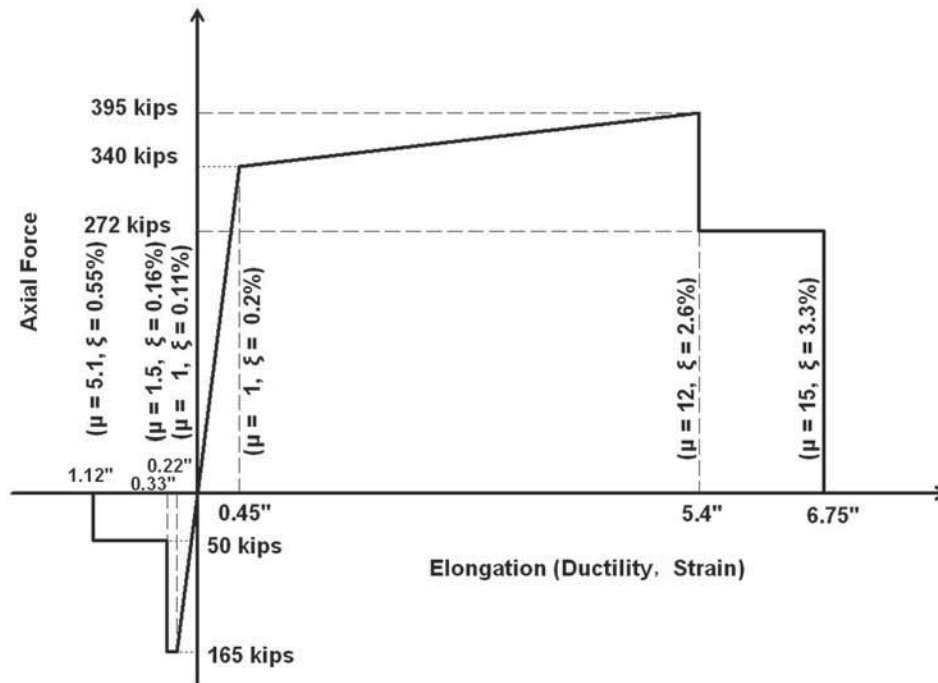 395 kips
340 kips
272 kips
Axial Force
(μ = 5.1, ξ = 0.55%)
(μ = 1.5, ξ = 0.16%)
(μ = 1, ξ = 0.11%)
(μ = 1, ξ = 0.2%)
(μ = 12, ξ = 2.6%)
(μ = 15, ξ = 3.3%)
1.12"
0.22"
0.33"
0.45"
5.4"
6.75"
50 kips
Elongation (Ductility, Strain)
165 kips